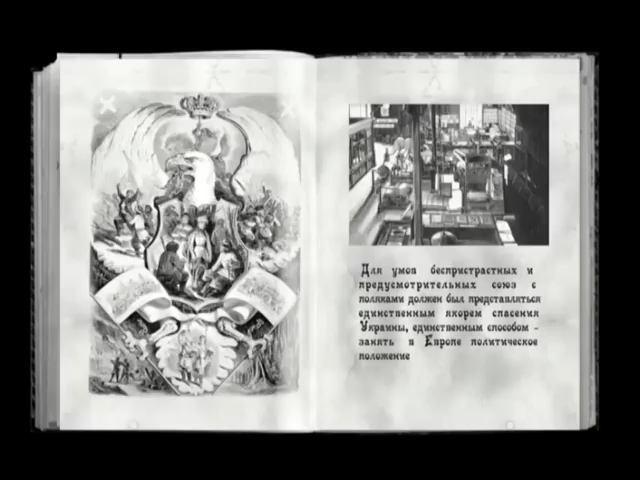 Для умов беспристрастных и
предусмотрительных союз с
поляками должен был представляться
единственным якорем спасения
Украины, единственным способом -
занять в Европе политическое
положение